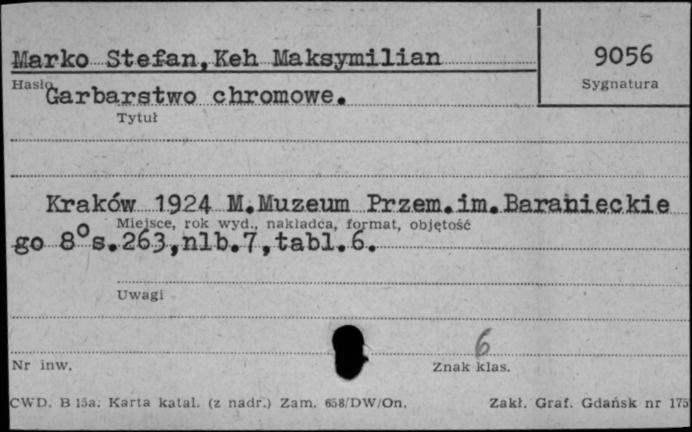 Marko Stefan, Keh Maksymilian
9056
Hasło
Sygnatura
Garbarstwo chromowe.
Tytuł
Kraków 1924 M.Muzeum Przem.im.Baranieckie
Miejsce, rok wyd., nakładca, format, objętość
go 8° s.263,nlb.7,tabl.6.
Uwagi
6
Nr inw.
Znak klas.
CWD. B 15a. Karta katal. (z nadr.) Zam. 658/DW/On.
Zakł. Graf. Gdańsk nr 175